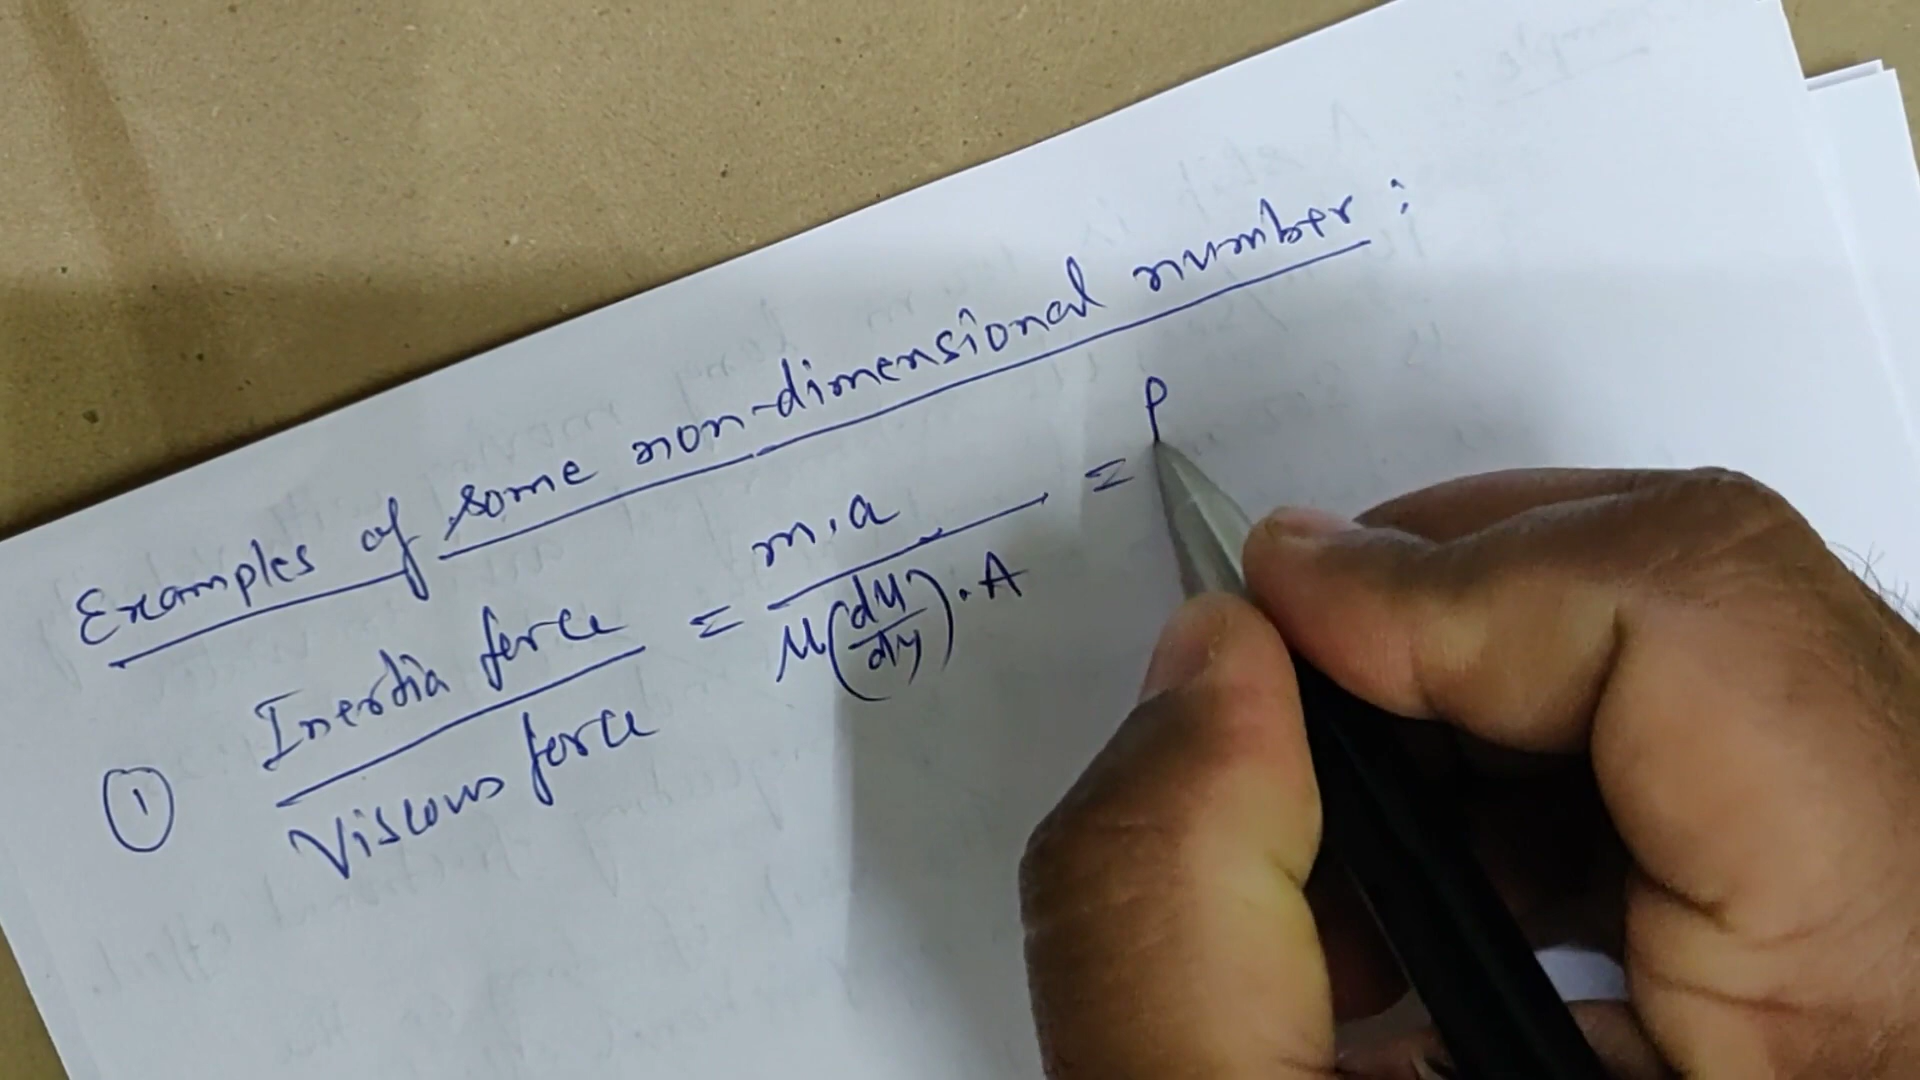 Examples of some non-dimensional number :
① Inertia force / Viscous force = m.a / μ(du/dy).A = ρ